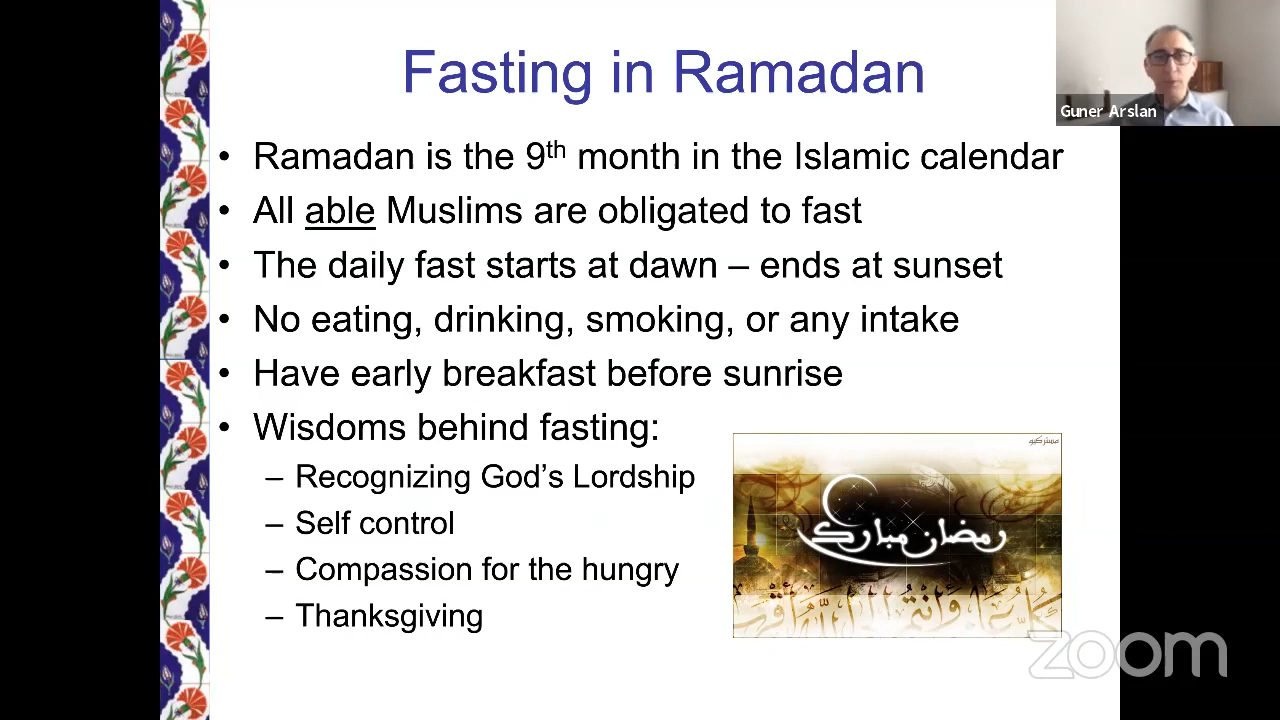 Fasting in Ramadan
Guner Arslan
• Ramadan is the 9th month in the Islamic calendar
• All able Muslims are obligated to fast
• The daily fast starts at dawn – ends at sunset
• No eating, drinking, smoking, or any intake
• Have early breakfast before sunrise
• Wisdoms behind fasting:
– Recognizing God’s Lordship
– Self control
– Compassion for the hungry
– Thanksgiving
رمضان مبارك
zoom